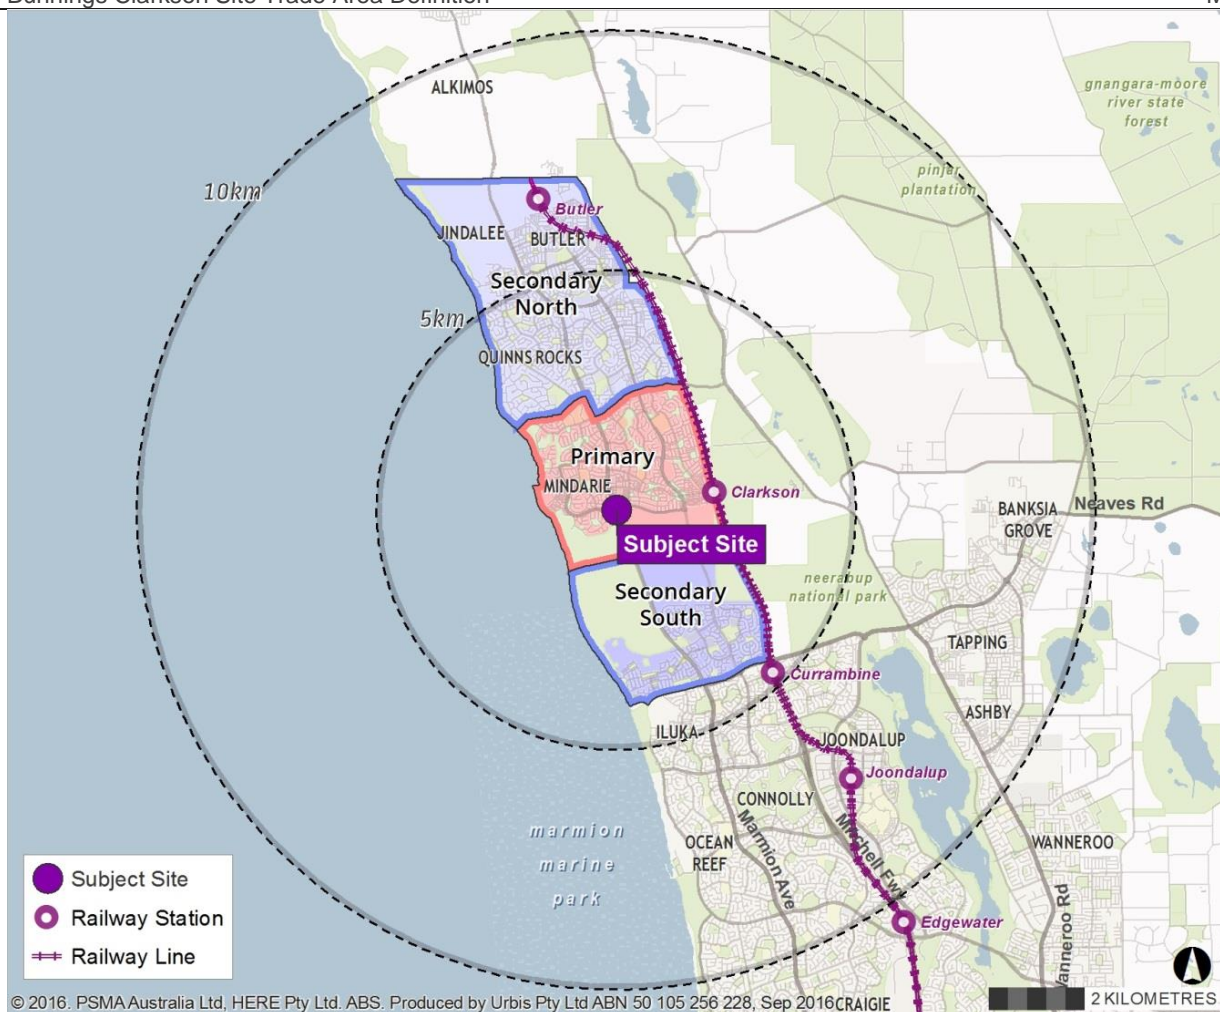 Bunnings Clarkson Site Trade Area Definition
ALKIMOS
gnangara-moore
river state
forest
pinjar
plantation
10km
Butler
JINDALEE
BUTLER
Secondary
North
5km
QUINNS ROCKS
Primary
MINDARIE
Clarkson
BANKSIA
GROVE
Neaves Rd
Subject Site
neerabup
national park
Secondary
South
TAPPING
Currambine
ASHBY
ILUKA
JOONDALUP
Joondalup
CONNOLLY
marmion
marine
park
OCEAN
REEF
Marmion Ave
Mitchell Fwy
WANNEROO
Wanneroo Rd
Edgewater
Subject Site
Railway Station
Railway Line
© 2016. PSMA Australia Ltd, HERE Pty Ltd. ABS. Produced by Urbis Pty Ltd ABN 50 105 256 228, Sep 2016
CRAIGIE
2 KILOMETRES